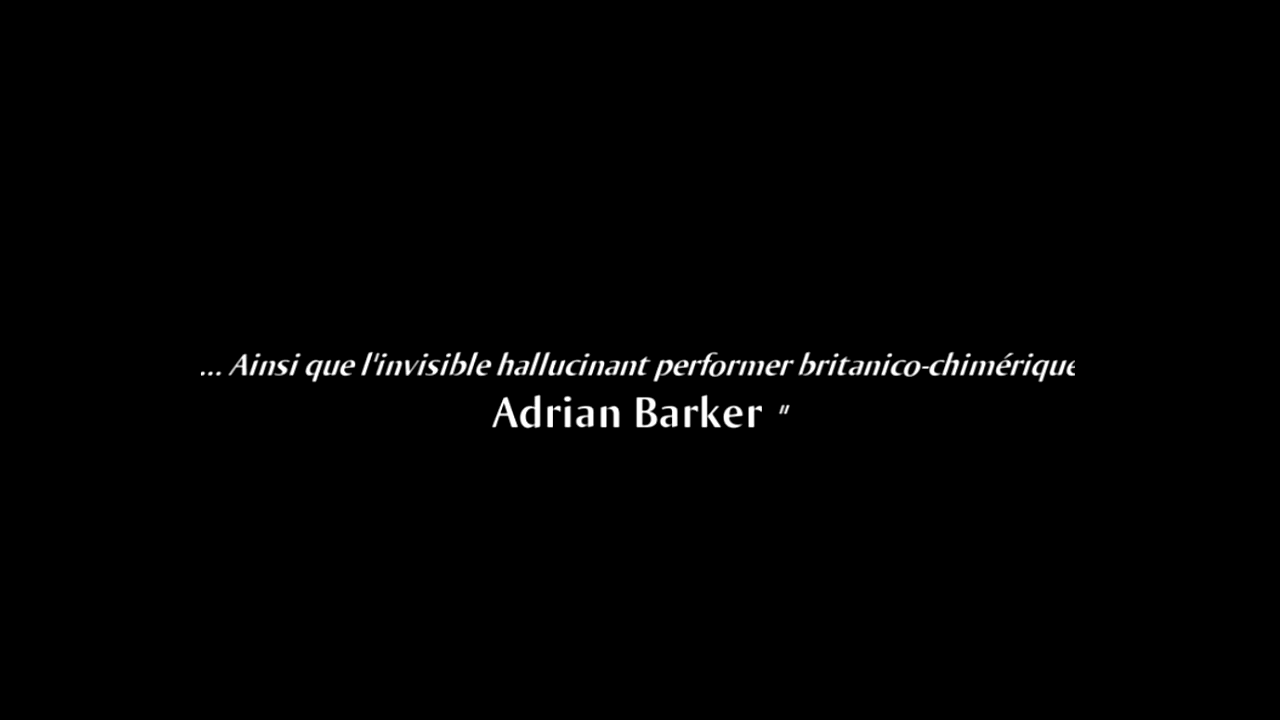 ... Ainsi que l'invisible hallucinant performer britanico-chimérique
Adrian Barker "